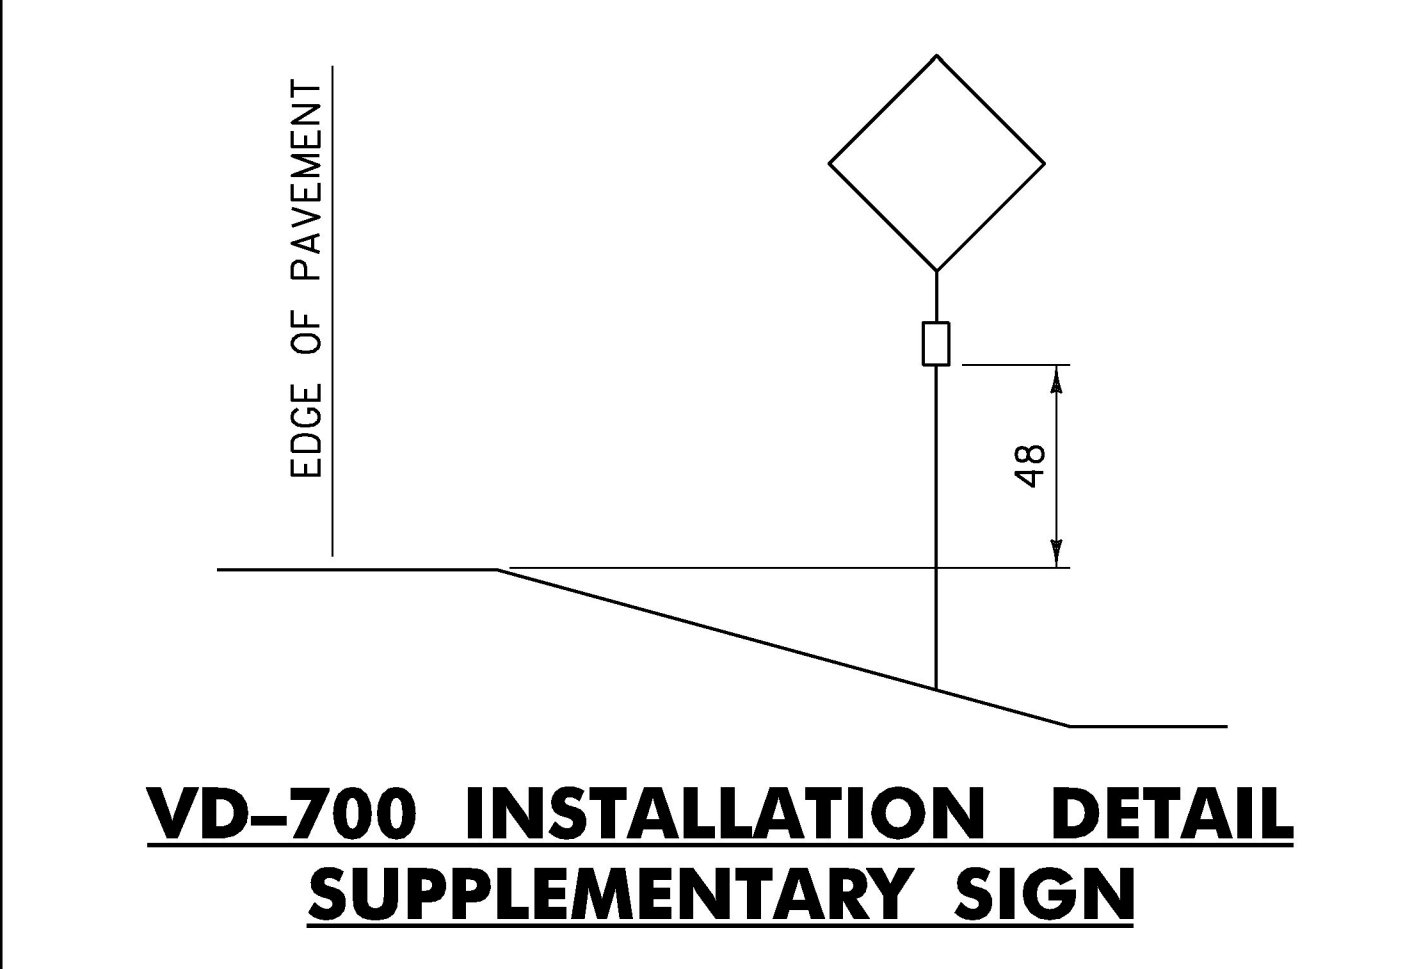 EDGE OF PAVEMENT
48
VD–700 INSTALLATION DETAIL
SUPPLEMENTARY SIGN